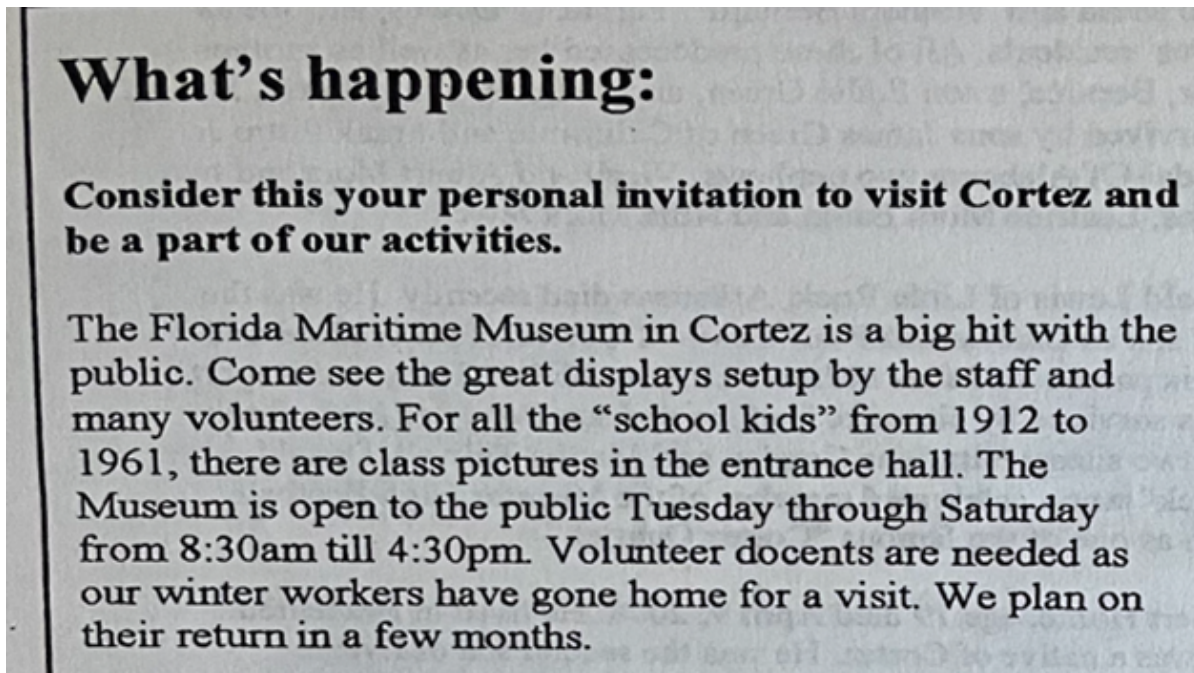 What's happening:
Consider this your personal invitation to visit Cortez and
be a part of our activities.
The Florida Maritime Museum in Cortez is a big hit with the
public. Come see the great displays setup by the staff and
many volunteers. For all the “school kids” from 1912 to
1961, there are class pictures in the entrance hall. The
Museum is open to the public Tuesday through Saturday
from 8:30am till 4:30pm. Volunteer docents are needed as
our winter workers have gone home for a visit. We plan on
their return in a few months.